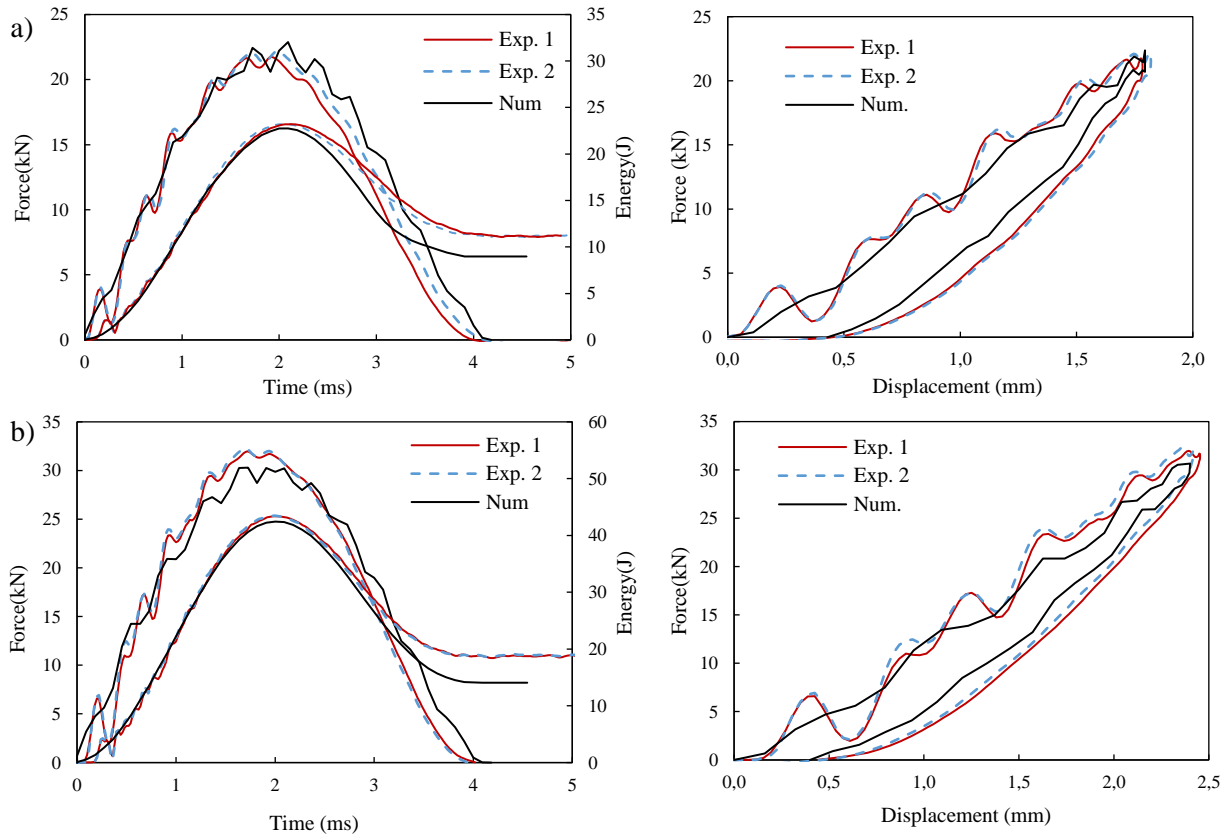 a)
25
20
15
10
5
0
Force(kN)
0
1
2
3
4
5
Time (ms)
35
30
25
20
15
10
5
0
Energy(J)
Exp. 1
Exp. 2
Num
25
20
15
10
5
0
Force (kN)
0,0
0,5
1,0
1,5
2,0
Displacement (mm)
Exp. 1
Exp. 2
Num.
b)
35
30
25
20
15
10
5
0
Force(kN)
0
1
2
3
4
5
Time (ms)
60
50
40
30
20
10
0
Energy(J)
Exp. 1
Exp. 2
Num
35
30
25
20
15
10
5
0
Force(kN)
0,0
0,5
1,0
1,5
2,0
2,5
Displacement (mm)
Exp. 1
Exp. 2
Num.